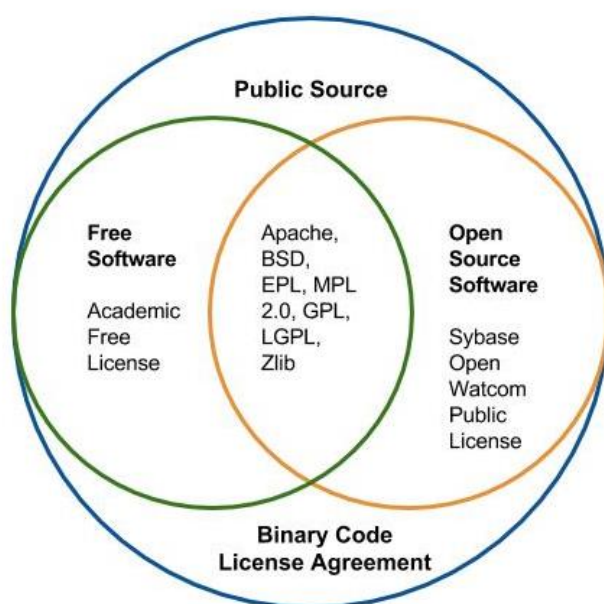 Public Source
Free
Software
Academic
Free
License
Apache,
BSD,
EPL, MPL
2.0, GPL,
LGPL,
Zlib
Open
Source
Software
Sybase
Open
Watcom
Public
License
Binary Code
License Agreement